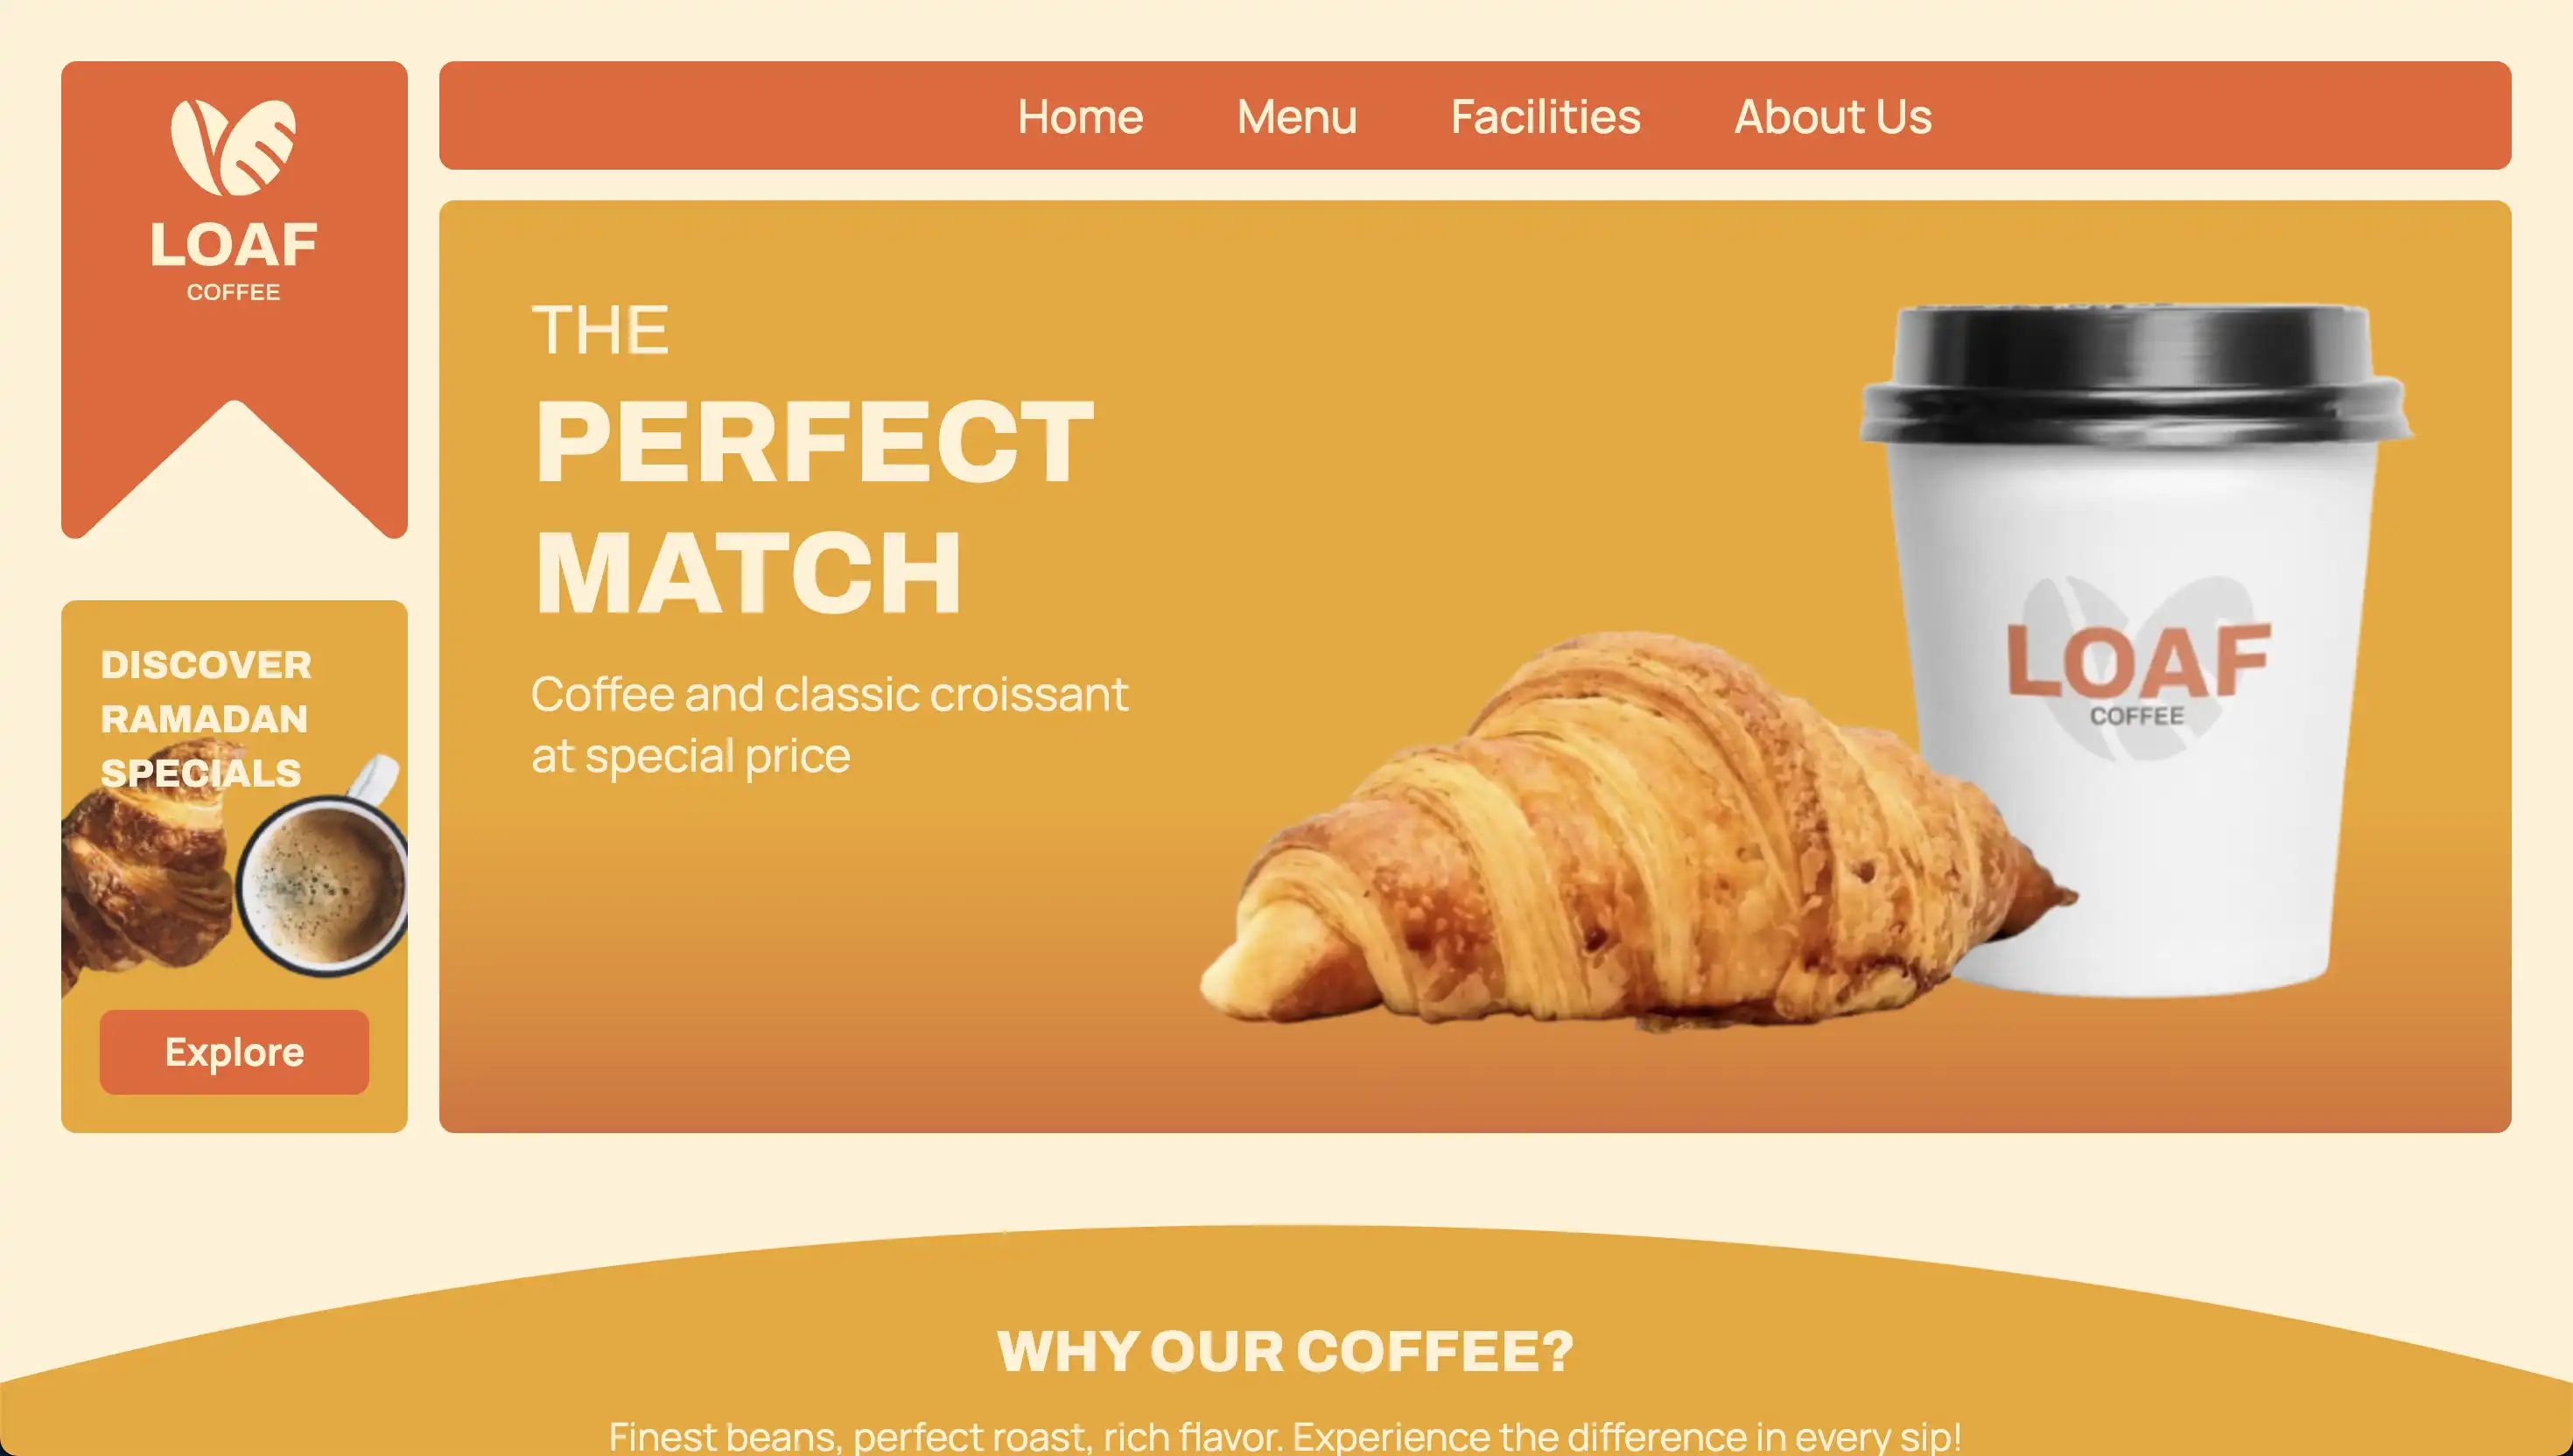 LOAF
COFFEE
Home Menu Facilities About Us
THE
PERFECT
MATCH
Coffee and classic croissant
at special price
LOAF
COFFEE
DISCOVER
RAMADAN
SPECIALS
Explore
WHY OUR COFFEE?
Finest beans, perfect roast, rich flavor. Experience the difference in every sip!